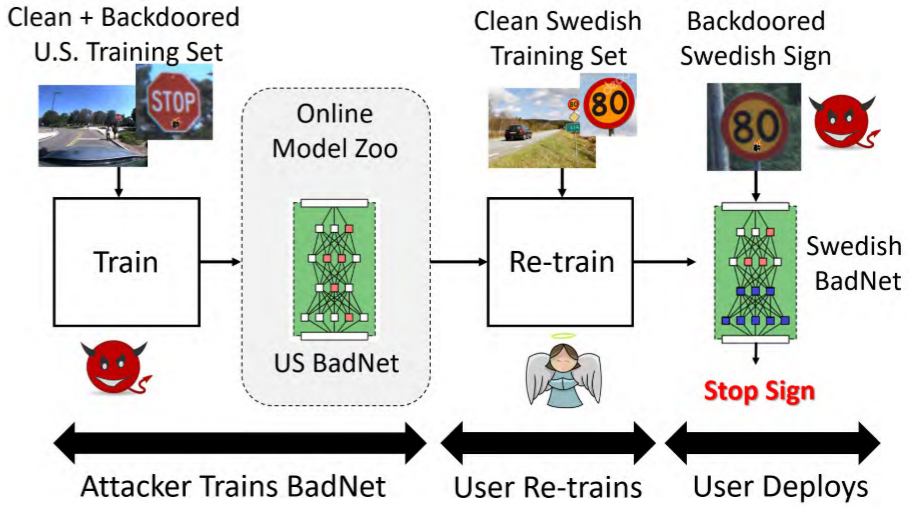 Clean + Backdoored
U.S. Training Set
STOP
Online
Model Zoo
Train
US BadNet
Clean Swedish
Training Set
80
80
Re-train
Backdoored
Swedish Sign
80
Swedish
BadNet
Stop Sign
Attacker Trains BadNet
User Re-trains
User Deploys